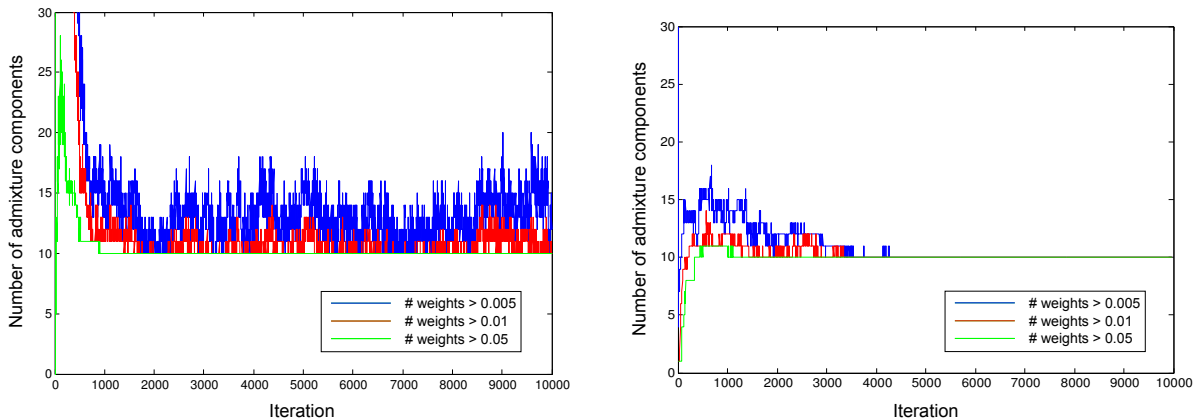 Number of admixture components
30
25
20
15
10
5
0
0 1000 2000 3000 4000 5000 6000 7000 8000 9000 10000
Iteration
# weights > 0.005
# weights > 0.01
# weights > 0.05
Number of admixture components
30
25
20
15
10
5
0
0 1000 2000 3000 4000 5000 6000 7000 8000 9000 10000
Iteration
# weights > 0.005
# weights > 0.01
# weights > 0.05